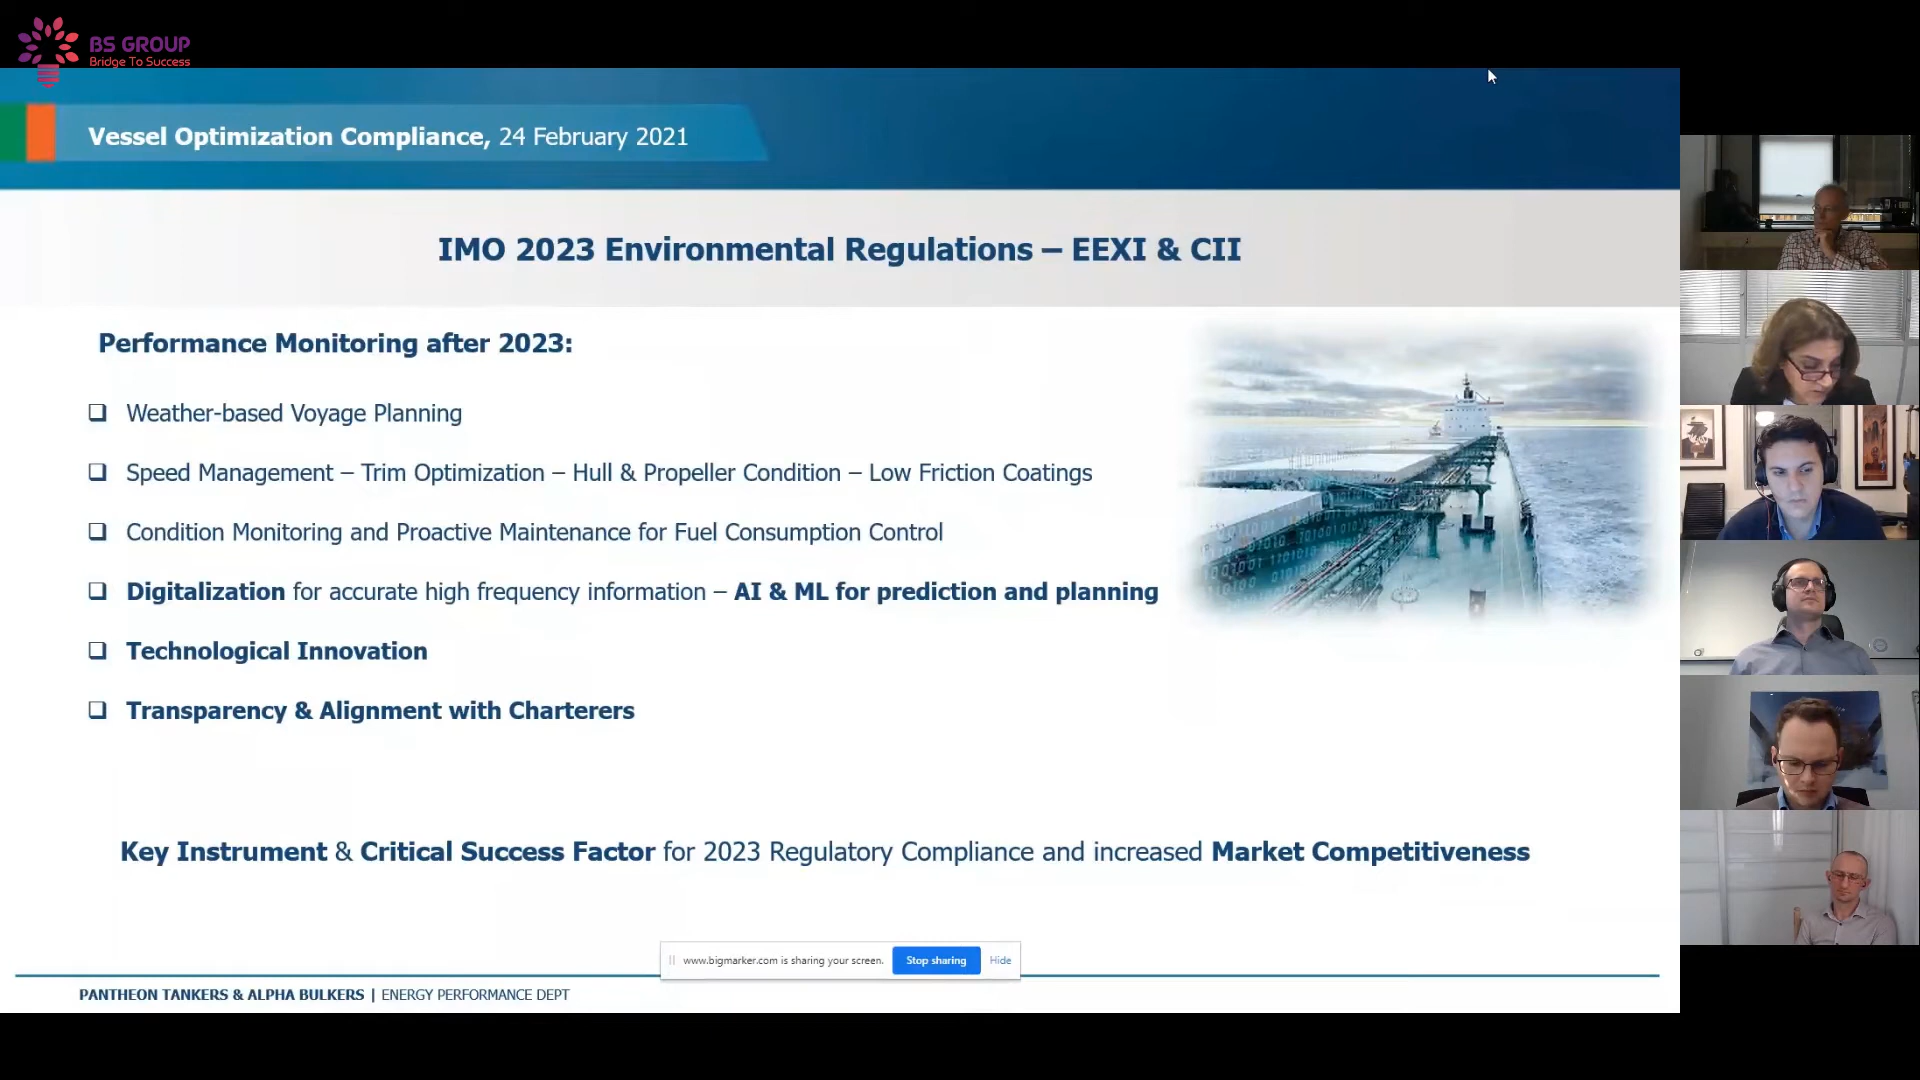 BS GROUP
Bridge To Success
Vessel Optimization Compliance, 24 February 2021
IMO 2023 Environmental Regulations – EEXI & CII
Performance Monitoring after 2023:
Weather-based Voyage Planning
Speed Management – Trim Optimization – Hull & Propeller Condition – Low Friction Coatings
Condition Monitoring and Proactive Maintenance for Fuel Consumption Control
Digitalization for accurate high frequency information – AI & ML for prediction and planning
Technological Innovation
Transparency & Alignment with Charterers
Key Instrument & Critical Success Factor for 2023 Regulatory Compliance and increased Market Competitiveness
www.bigmarker.com is sharing your screen. Stop sharing Hide
PANTHEON TANKERS & ALPHA BULKERS | ENERGY PERFORMANCE DEPT